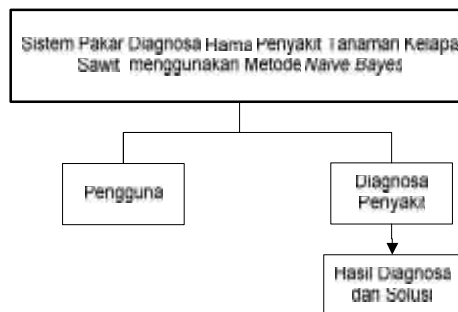 Sistem Pakar Diagnosa Hama Penyakit Tanaman Kelapa
Sawit menggunakan Metode Naive Bayes
Pengguna
Diagnosa
Penyakit
Hasil Diagnosa
dan Solusi